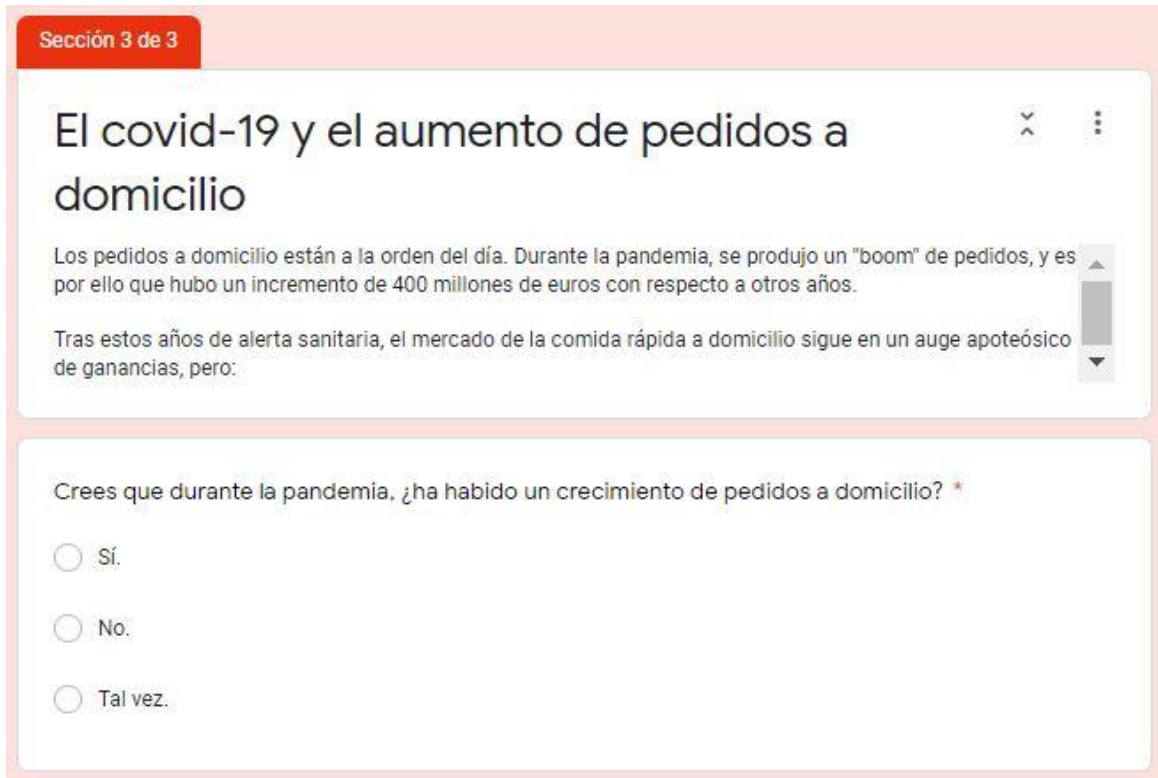 Sección 3 de 3
El covid-19 y el aumento de pedidos a
domicilio
Los pedidos a domicilio están a la orden del día. Durante la pandemia, se produjo un "boom" de pedidos, y es
por ello que hubo un incremento de 400 millones de euros con respecto a otros años.
Tras estos años de alerta sanitaria, el mercado de la comida rápida a domicilio sigue en un auge apoteósico
de ganancias, pero:
Crees que durante la pandemia, ¿ha habido un crecimiento de pedidos a domicilio? *
Sí.
No.
Tal vez.